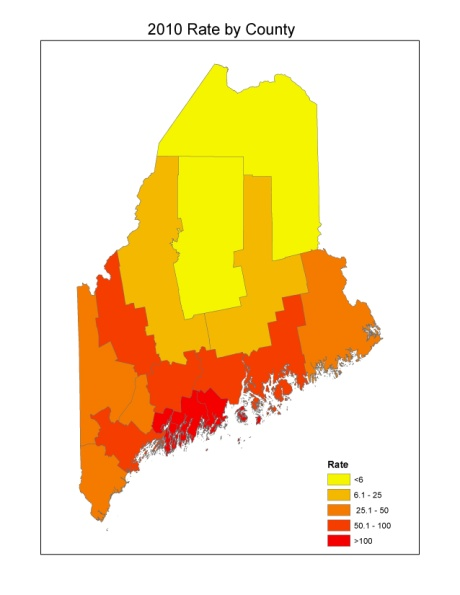 2010 Rate by County
Rate
<6
6.1 - 25
25.1 - 50
50.1 - 100
>100